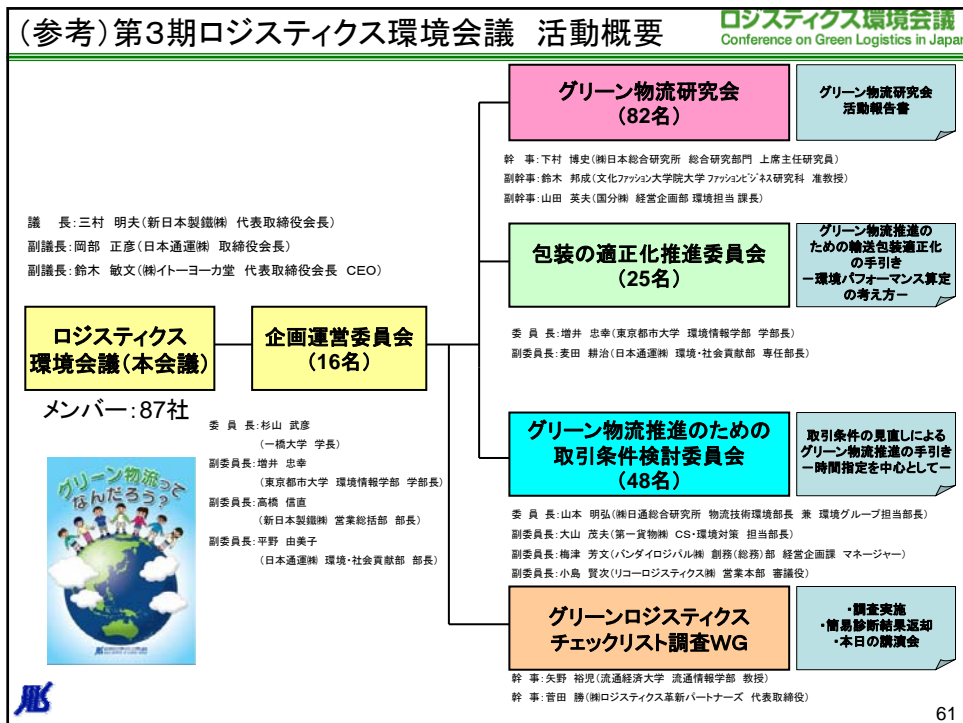 (参考)第3期ロジスティクス環境会議 活動概要
ロジスティクス環境会議
Conference on Green Logistics in Japan
グリーン物流研究会
(82名)
グリーン物流研究会
活動報告書
幹 事:下村 博史(㈱日本総合研究所 総合研究部門 上席主任研究員)
副幹事:鈴木 邦成(文化ファッション大学院大学 ファッションビジネス研究科 准教授)
副幹事:山田 英夫(国分㈱ 経営企画部 環境担当 課長)
議 長:三村 明夫(新日本製鐵㈱ 代表取締役会長)
副議長:岡部 正彦(日本通運㈱ 取締役会長)
副議長:鈴木 敏文(㈱イトーヨーカ堂 代表取締役会長 CEO)
包装の適正化推進委員会
(25名)
グリーン物流推進の
ための輸送包装適正化
の手引き
-環境パフォーマンス算定
の考え方-
委 員 長:増井 忠幸(東京都市大学 環境情報学部 学部長)
副委員長:麦田 耕治(日本通運㈱ 環境・社会貢献部 専任部長)
ロジスティクス
環境会議(本会議)
企画運営委員会
(16名)
メンバー:87社
委 員 長:杉山 武彦
(一橋大学 学長)
副委員長:増井 忠幸
(東京都市大学 環境情報学部 学部長)
副委員長:高橋 信直
(新日本製鐵㈱ 営業総括部 部長)
副委員長:平野 由美子
(日本通運㈱ 環境・社会貢献部 部長)
グリーン物流って
なんだろう?
グリーン物流推進のための
取引条件検討委員会
(48名)
取引条件の見直しによる
グリーン物流推進の手引き
-時間指定を中心として-
委 員 長:山本 明弘(㈱日通総合研究所 物流技術環境部長 兼 環境グループ担当部長)
副委員長:大山 茂夫(第一貨物㈱ CS・環境対策 担当部長)
副委員長:梅津 芳文(バンダイロジパル㈱ 創務(総務)部 経営企画課 マネージャー)
副委員長:小島 賢次(リコーロジスティクス㈱ 営業本部 審議役)
グリーンロジスティクス
チェックリスト調査WG
・調査実施
・簡易診断結果返却
・本日の講演会
幹 事:矢野 裕児(流通経済大学 流通情報学部 教授)
幹 事:菅田 勝(㈱ロジスティクス革新パートナーズ 代表取締役)
JILS
61